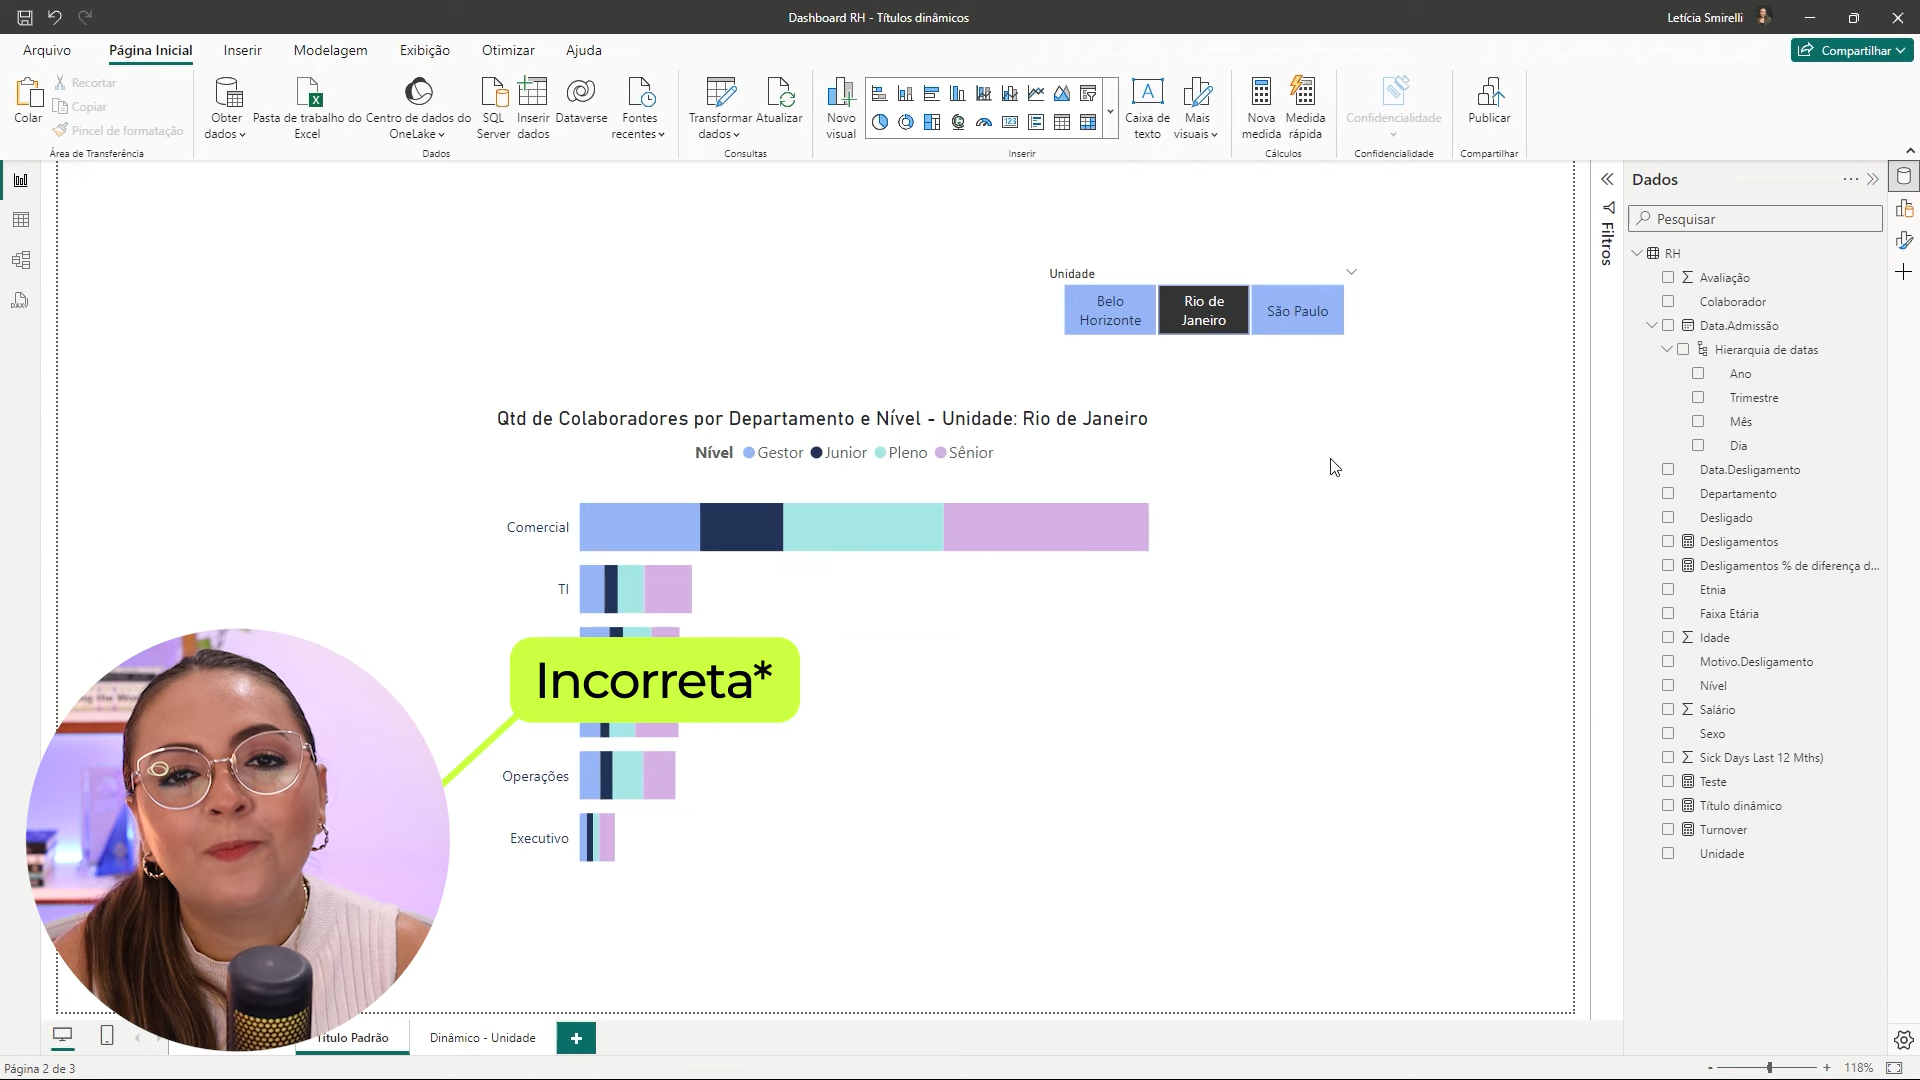 Dashboard RH - Títulos dinâmicos
Letícia Smirelli
Arquivo
Página Inicial
Inserir
Modelagem
Exibição
Otimizar
Ajuda
Compartilhar
Colar
Recortar
Copiar
Pincel de formatação
Área de Transferência
Obter
dados
Pasta de trabalho do
Excel
Centro de dados do
OneLake
SQL
Server
Inserir
dados
Dataverse
Fontes
recentes
Dados
Transformar
dados
Atualizar
Consultas
Novo
visual
Caixa de
texto
Mais
visuais
Inserir
Nova
medida
Medida
rápida
Cálculos
Confidencialidade
Confidencialidade
Publicar
Compartilhar
Unidade
Belo
Horizonte
Rio de
Janeiro
São Paulo
Qtd de Colaboradores por Departamento e Nível - Unidade: Rio de Janeiro
Nível Gestor Junior Pleno Sênior
Comercial
TI
Incorreta*
Operações
Executivo
Filtros
Dados
Pesquisar
RH
Avaliação
Colaborador
Data.Admissão
Hierarquia de datas
Ano
Trimestre
Mês
Dia
Data.Desligamento
Departamento
Desligado
Desligamentos
Desligamentos % de diferença d...
Etnia
Faixa Etária
Idade
Motivo.Desligamento
Nível
Salário
Sexo
Sick Days Last 12 Mths)
Teste
Título dinâmico
Turnover
Unidade
Título Padrão
Dinâmico - Unidade
Página 2 de 3
118%